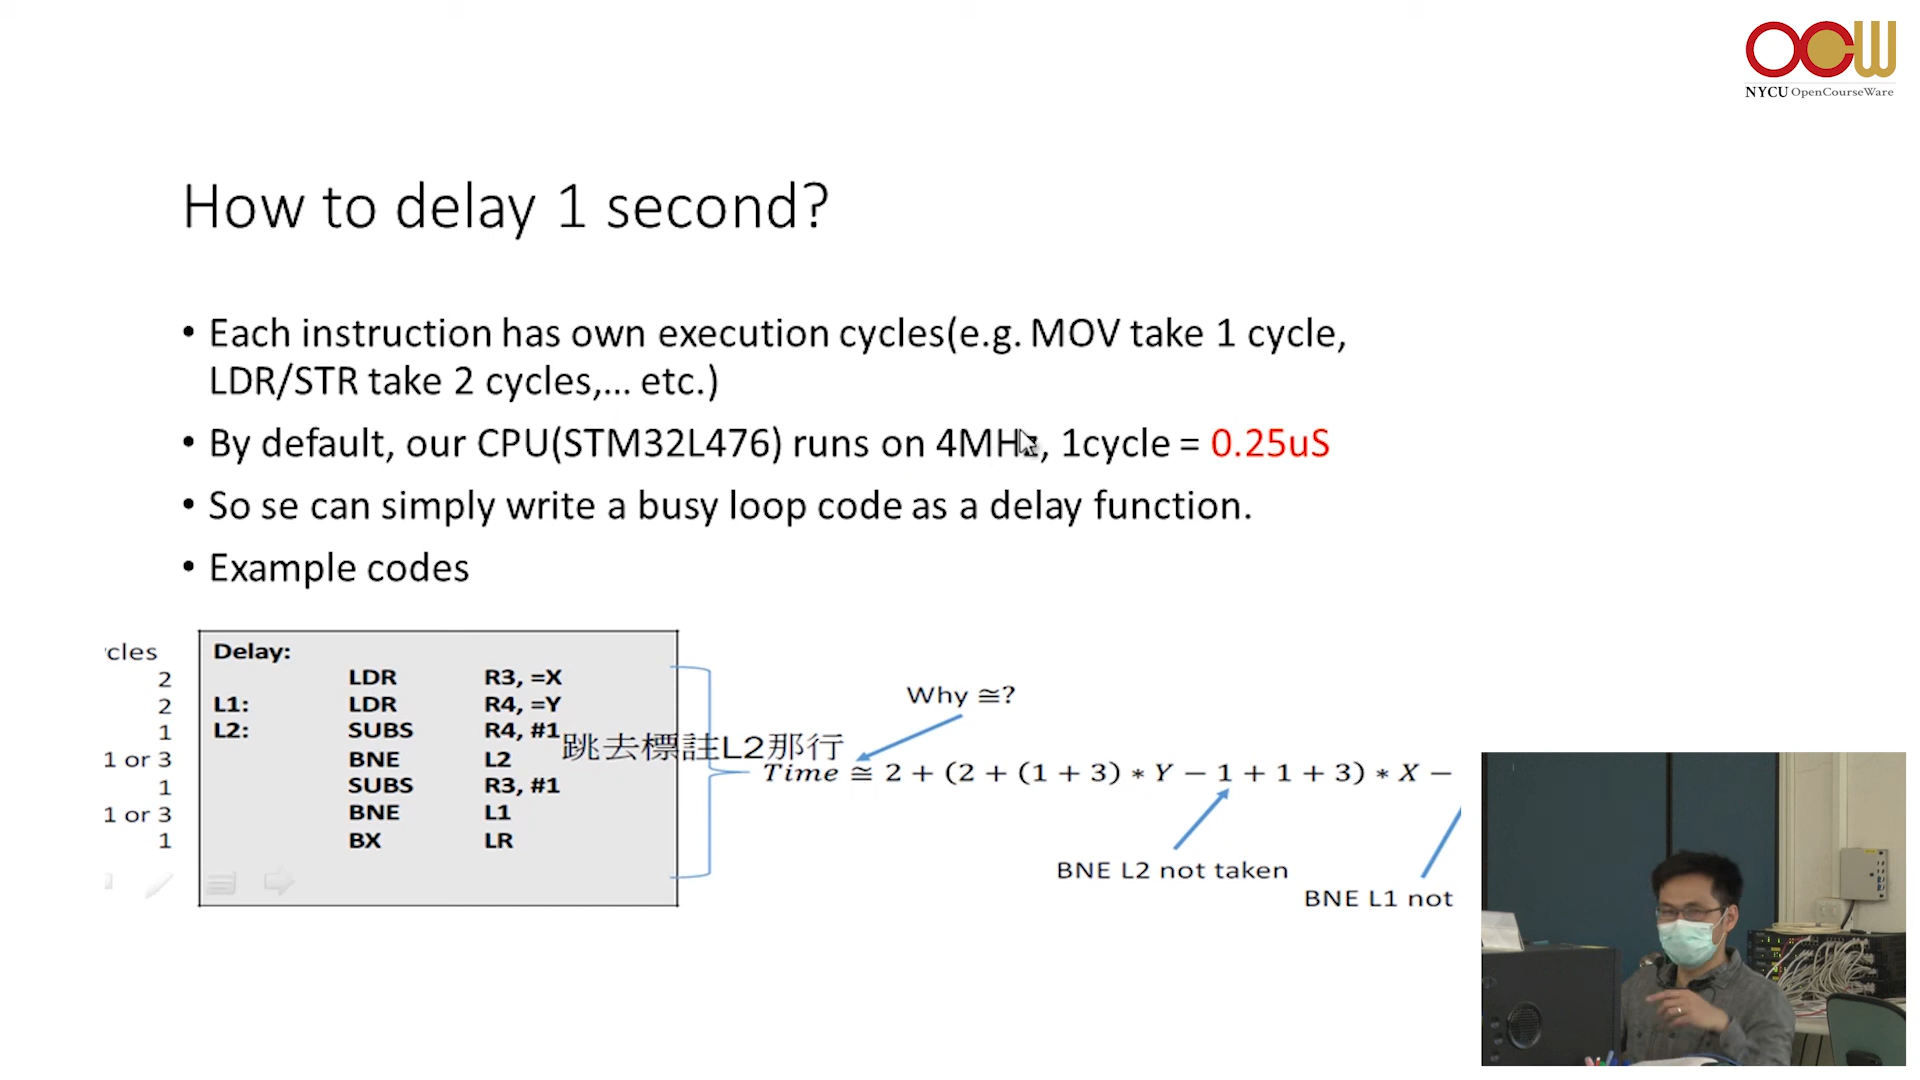 OCW
NYCU OpenCourseWare
How to delay 1 second?
• Each instruction has own execution cycles(e.g. MOV take 1 cycle,
LDR/STR take 2 cycles,... etc.)
• By default, our CPU(STM32L476) runs on 4MHz, 1cycle = 0.25uS
• So se can simply write a busy loop code as a delay function.
• Example codes
cles
Delay:
2 LDR R3, =X
2 L1: LDR R4, =Y
1 L2: SUBS R4, #1
1 or 3 BNE L2
1 SUBS R3, #1
1 or 3 BNE L1
1 BX LR
跳去標註L2那行
Why ≅?
Time ≅ 2 + (2 + (1 + 3) * Y − 1 + 1 + 3) * X −
BNE L2 not taken
BNE L1 not